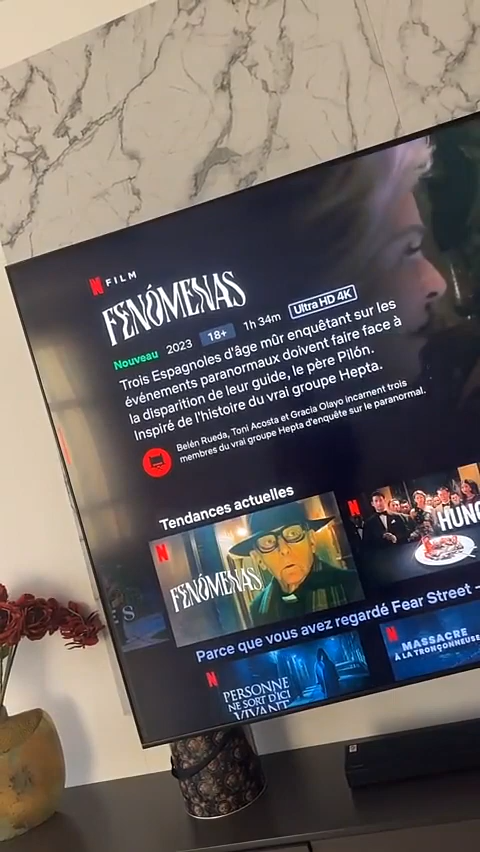 N FILM
FENÓMENAS
Nouveau 2023 18+ 1h 34m Ultra HD 4K
Trois Espagnoles d'âge mûr enquêtant sur les
événements paranormaux doivent faire face à
la disparition de leur guide, le père Pilón.
Inspiré de l'histoire du vrai groupe Hepta.
Belén Rueda, Toni Acosta et Gracia Olayo incarnent trois
membres du vrai groupe Hepta d'enquête sur le paranormal.
Tendances actuelles
N
FENÓMENAS
N
HUNG
Parce que vous avez regardé Fear Street –
S
N
PERSONNE
NE SORT D'ICI
VIVANT
N
MASSACRE
À LA TRONÇONNEUSE